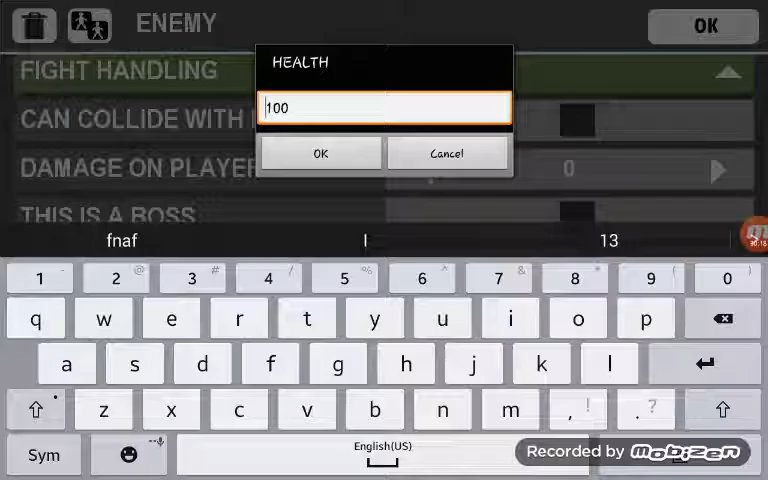 ENEMY
OK
HEALTH
FIGHT HANDLING
100
CAN COLLIDE WITH
OK
Cancel
DAMAGE ON PLAYER
0
THIS IS A BOSS
fnaf
I
13
1 2 @ 3 # 4 / 5 % 6 ^ 7 & 8 * 9 ( 0 )
q w e r t y u i o p
a s d f g h j k l
z x c v b n m , ! . ?
Sym
English(US)
Recorded by mobizen